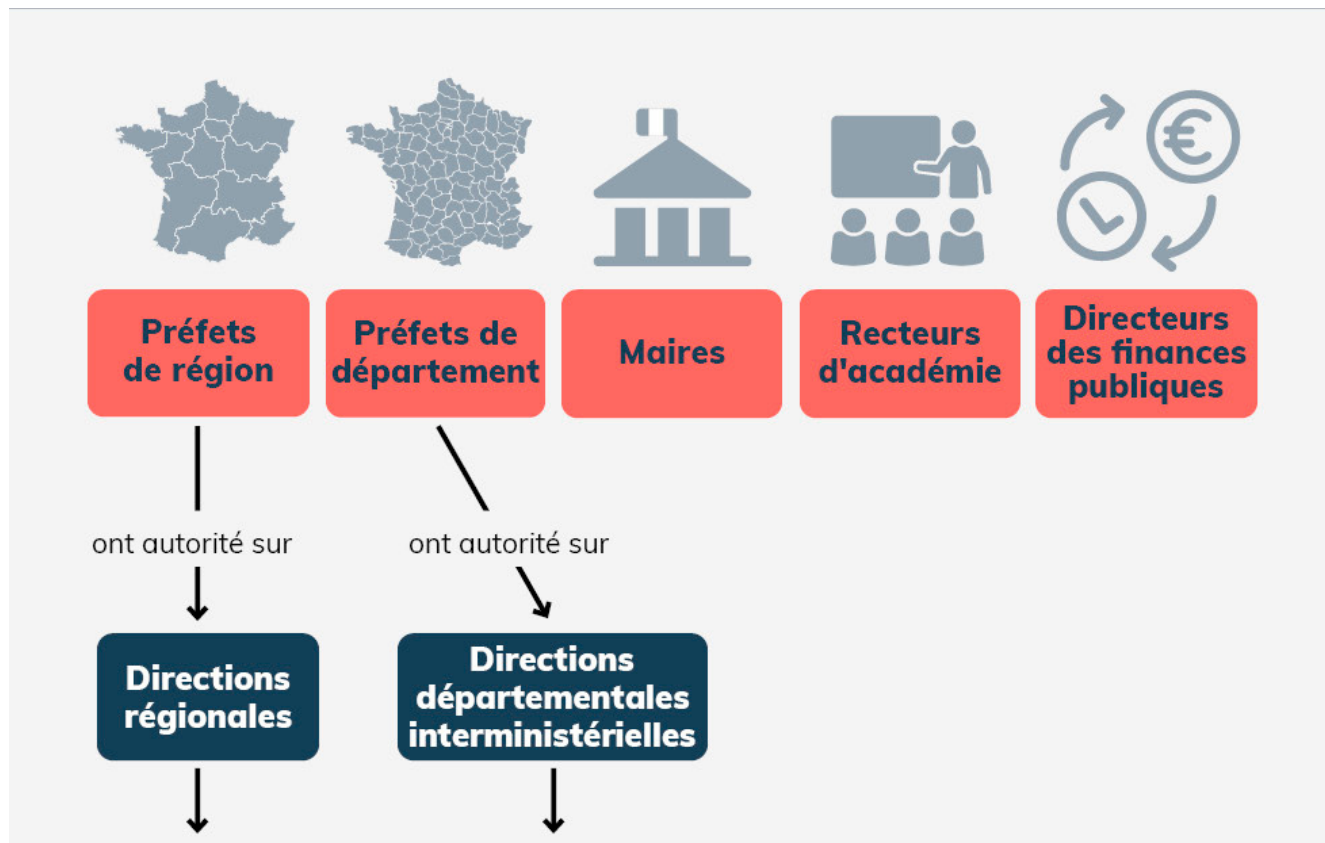 Préfets
de région
Préfets de
département
Maires
Recteurs
d'académie
Directeurs
des finances
publiques
ont autorité sur
ont autorité sur
Directions
régionales
Directions
départementales
interministérielles